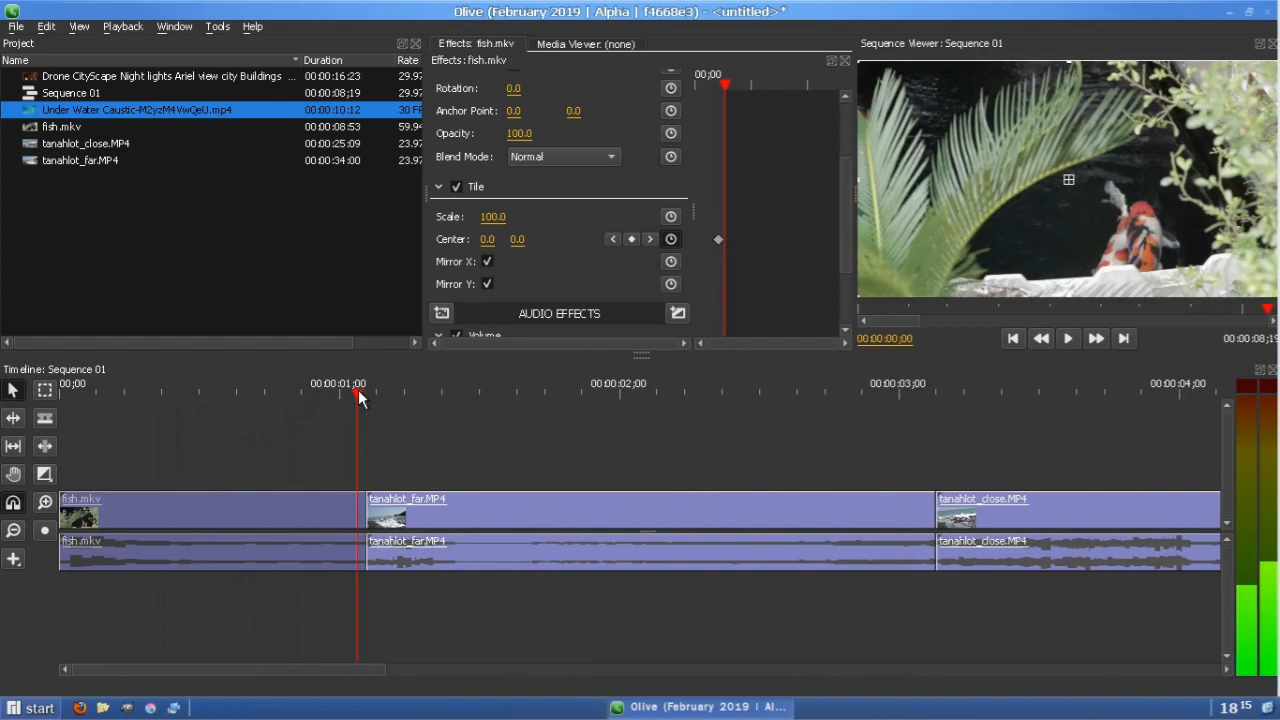 Olive (February 2019 | Alpha | f4668e3) - <untitled>*
File Edit View Playback Window Tools Help
Project
Name Duration Rate
Drone CityScape Night lights Ariel view city Buildings ... 00:00:16;23 29.97
Sequence 01 00:00:08;19 29.97
Under Water Caustic-M2yzM4VwQeU.mp4 00:00:10:12 30 FP
fish.mkv 00:00:08:53 59.94
tanahlot_close.MP4 00:00:25:09 23.97
tanahlot_far.MP4 00:00:34:00 23.97
Effects: fish.mkv Media Viewer: (none)
Effects: fish.mkv
00;00
Rotation: 0.0
Anchor Point: 0.0 0.0
Opacity: 100.0
Blend Mode: Normal
Tile
Scale: 100.0
Center: 0.0 0.0
Mirror X:
Mirror Y:
AUDIO EFFECTS
Volume
Sequence Viewer: Sequence 01
00:00:00;00 00:00:08;19
Timeline: Sequence 01
00;00 00:00:01;00 00:00:02;00 00:00:03;00 00:00:04;00
fish.mkv tanahlot_far.MP4 tanahlot_close.MP4
fish.mkv tanahlot_far.MP4 tanahlot_close.MP4
start Olive (February 2019 | Al... 18 15